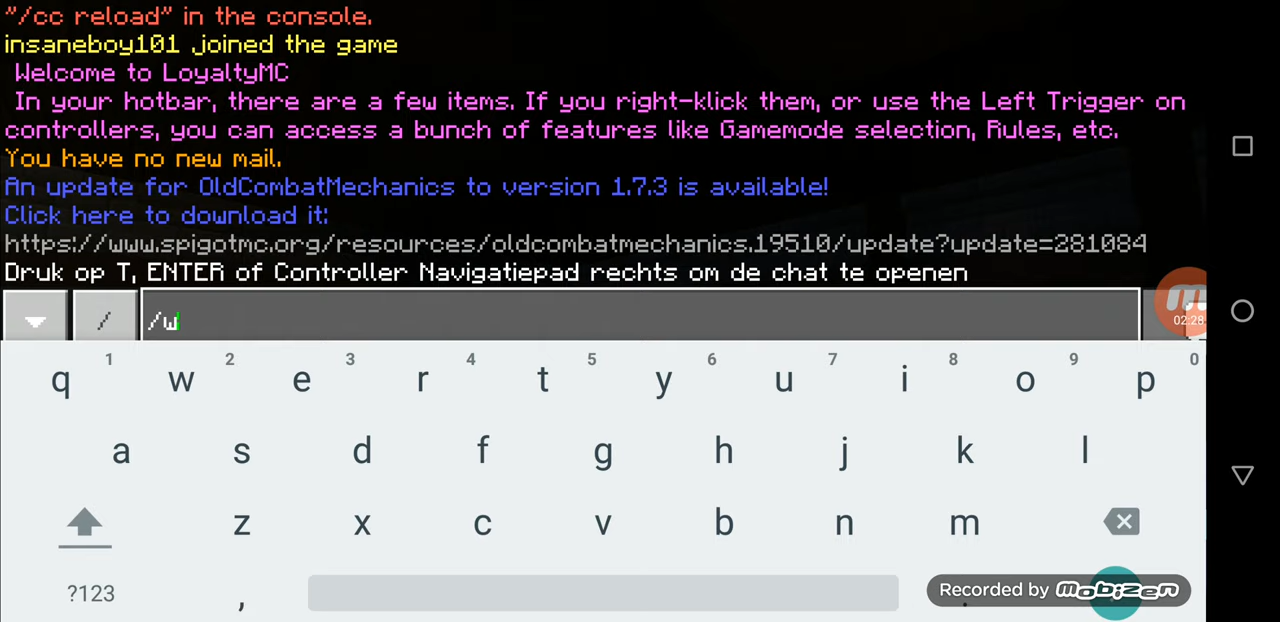 "/cc reload" in the console.
insaneboy101 joined the game
Welcome to LoyaltyMC
In your hotbar, there are a few items. If you right-klick them, or use the Left Trigger on
controllers, you can access a bunch of features like Gamemode selection, Rules, etc.
You have no new mail.
An update for OldCombatMechanics to version 1.7.3 is available!
Click here to download it:
https://www.spigotmc.org/resources/oldcombatmechanics.19510/update?update=281084
Druk op T, ENTER of Controller Navigatiepad rechts om de chat te openen
/ /w
02:28
1 2 3 4 5 6 7 8 9 0
q w e r t y u i o p
a s d f g h j k l
z x c v b n m
?123 , .
Recorded by mobizen